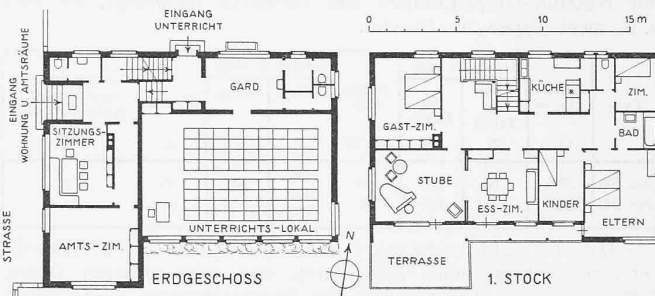 EINGANG
UNTERRICHT
0 5 10 15 m
EINGANG
WOHNUNG U. AMTSRÄUME
GARD.
SITZUNGS-
ZIMMER
UNTERRICHTS-LOKAL
AMTS-ZIM.
STRASSE
ERDGESCHOSS
N
KÜCHE
ZIM.
GAST-ZIM.
BAD
STUBE
ESS-ZIM.
KINDER
ELTERN
TERRASSE
1. STOCK